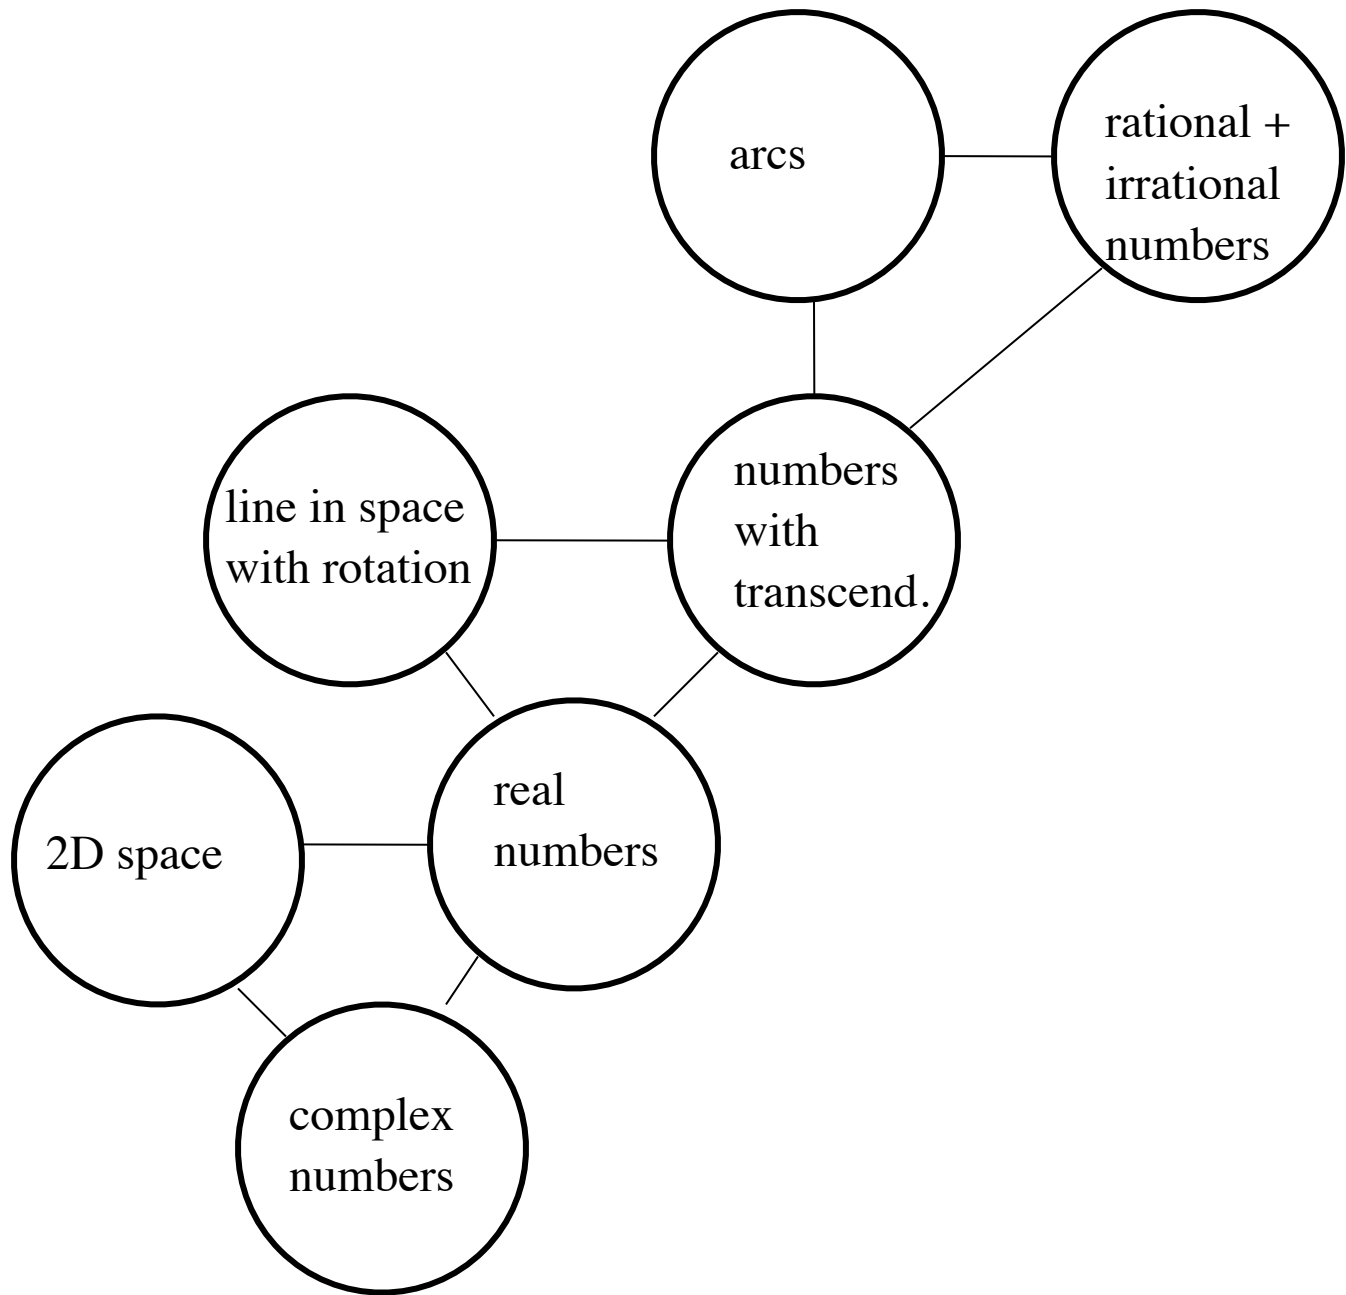 arcs
rational +
irrational
numbers
line in space
with rotation
numbers
with
transcend.
2D space
real
numbers
complex
numbers